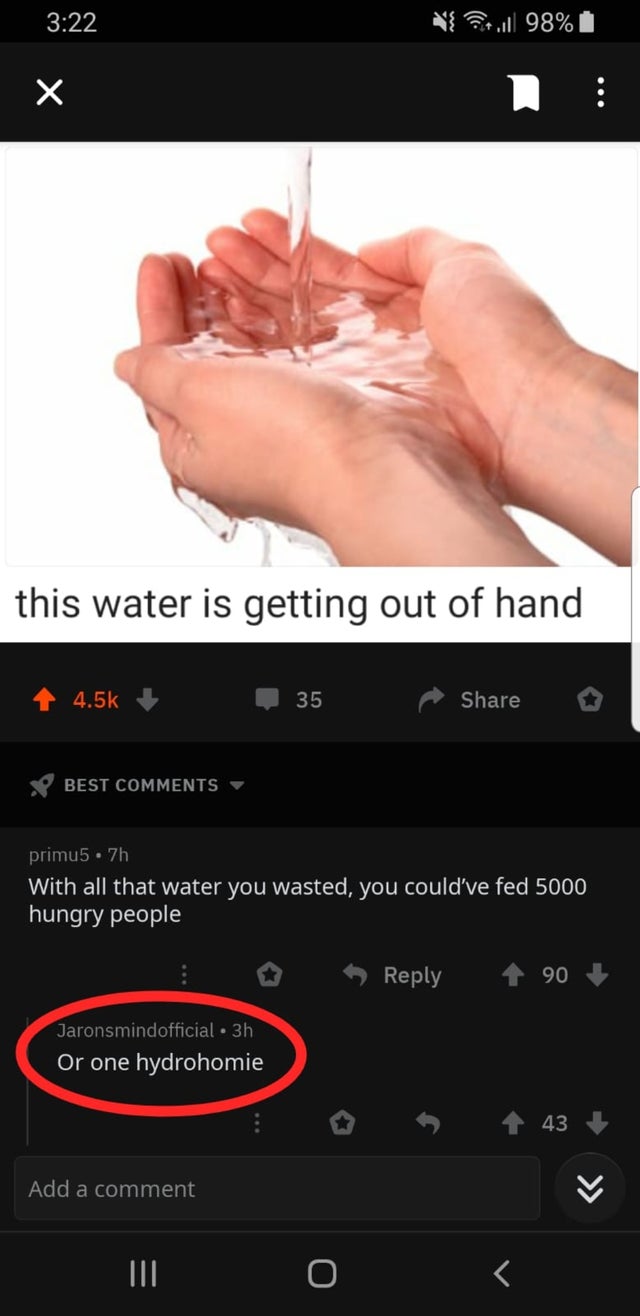 3:22
98%
this water is getting out of hand
4.5k
35
Share
BEST COMMENTS
primu5 • 7h
With all that water you wasted, you could've fed 5000
hungry people
Reply
90
Jaronsmindofficial • 3h
Or one hydrohomie
43
Add a comment